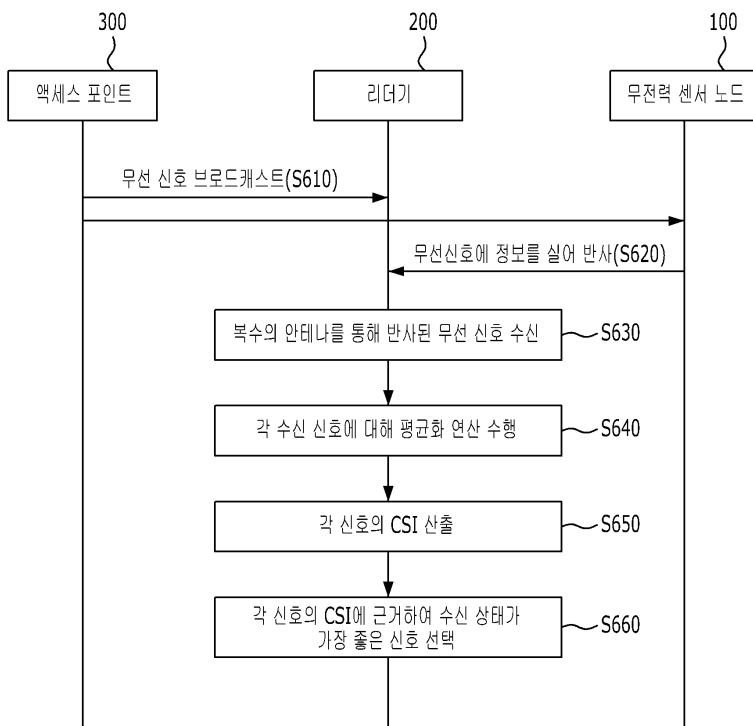 300
200
100
액세스 포인트
리더기
무전력 센서 노드
무선 신호 브로드캐스트(S610)
무선신호에 정보를 실어 반사(S620)
복수의 안테나를 통해 반사된 무선 신호 수신
S630
각 수신 신호에 대해 평균화 연산 수행
S640
각 신호의 CSI 산출
S650
각 신호의 CSI에 근거하여 수신 상태가
가장 좋은 신호 선택
S660